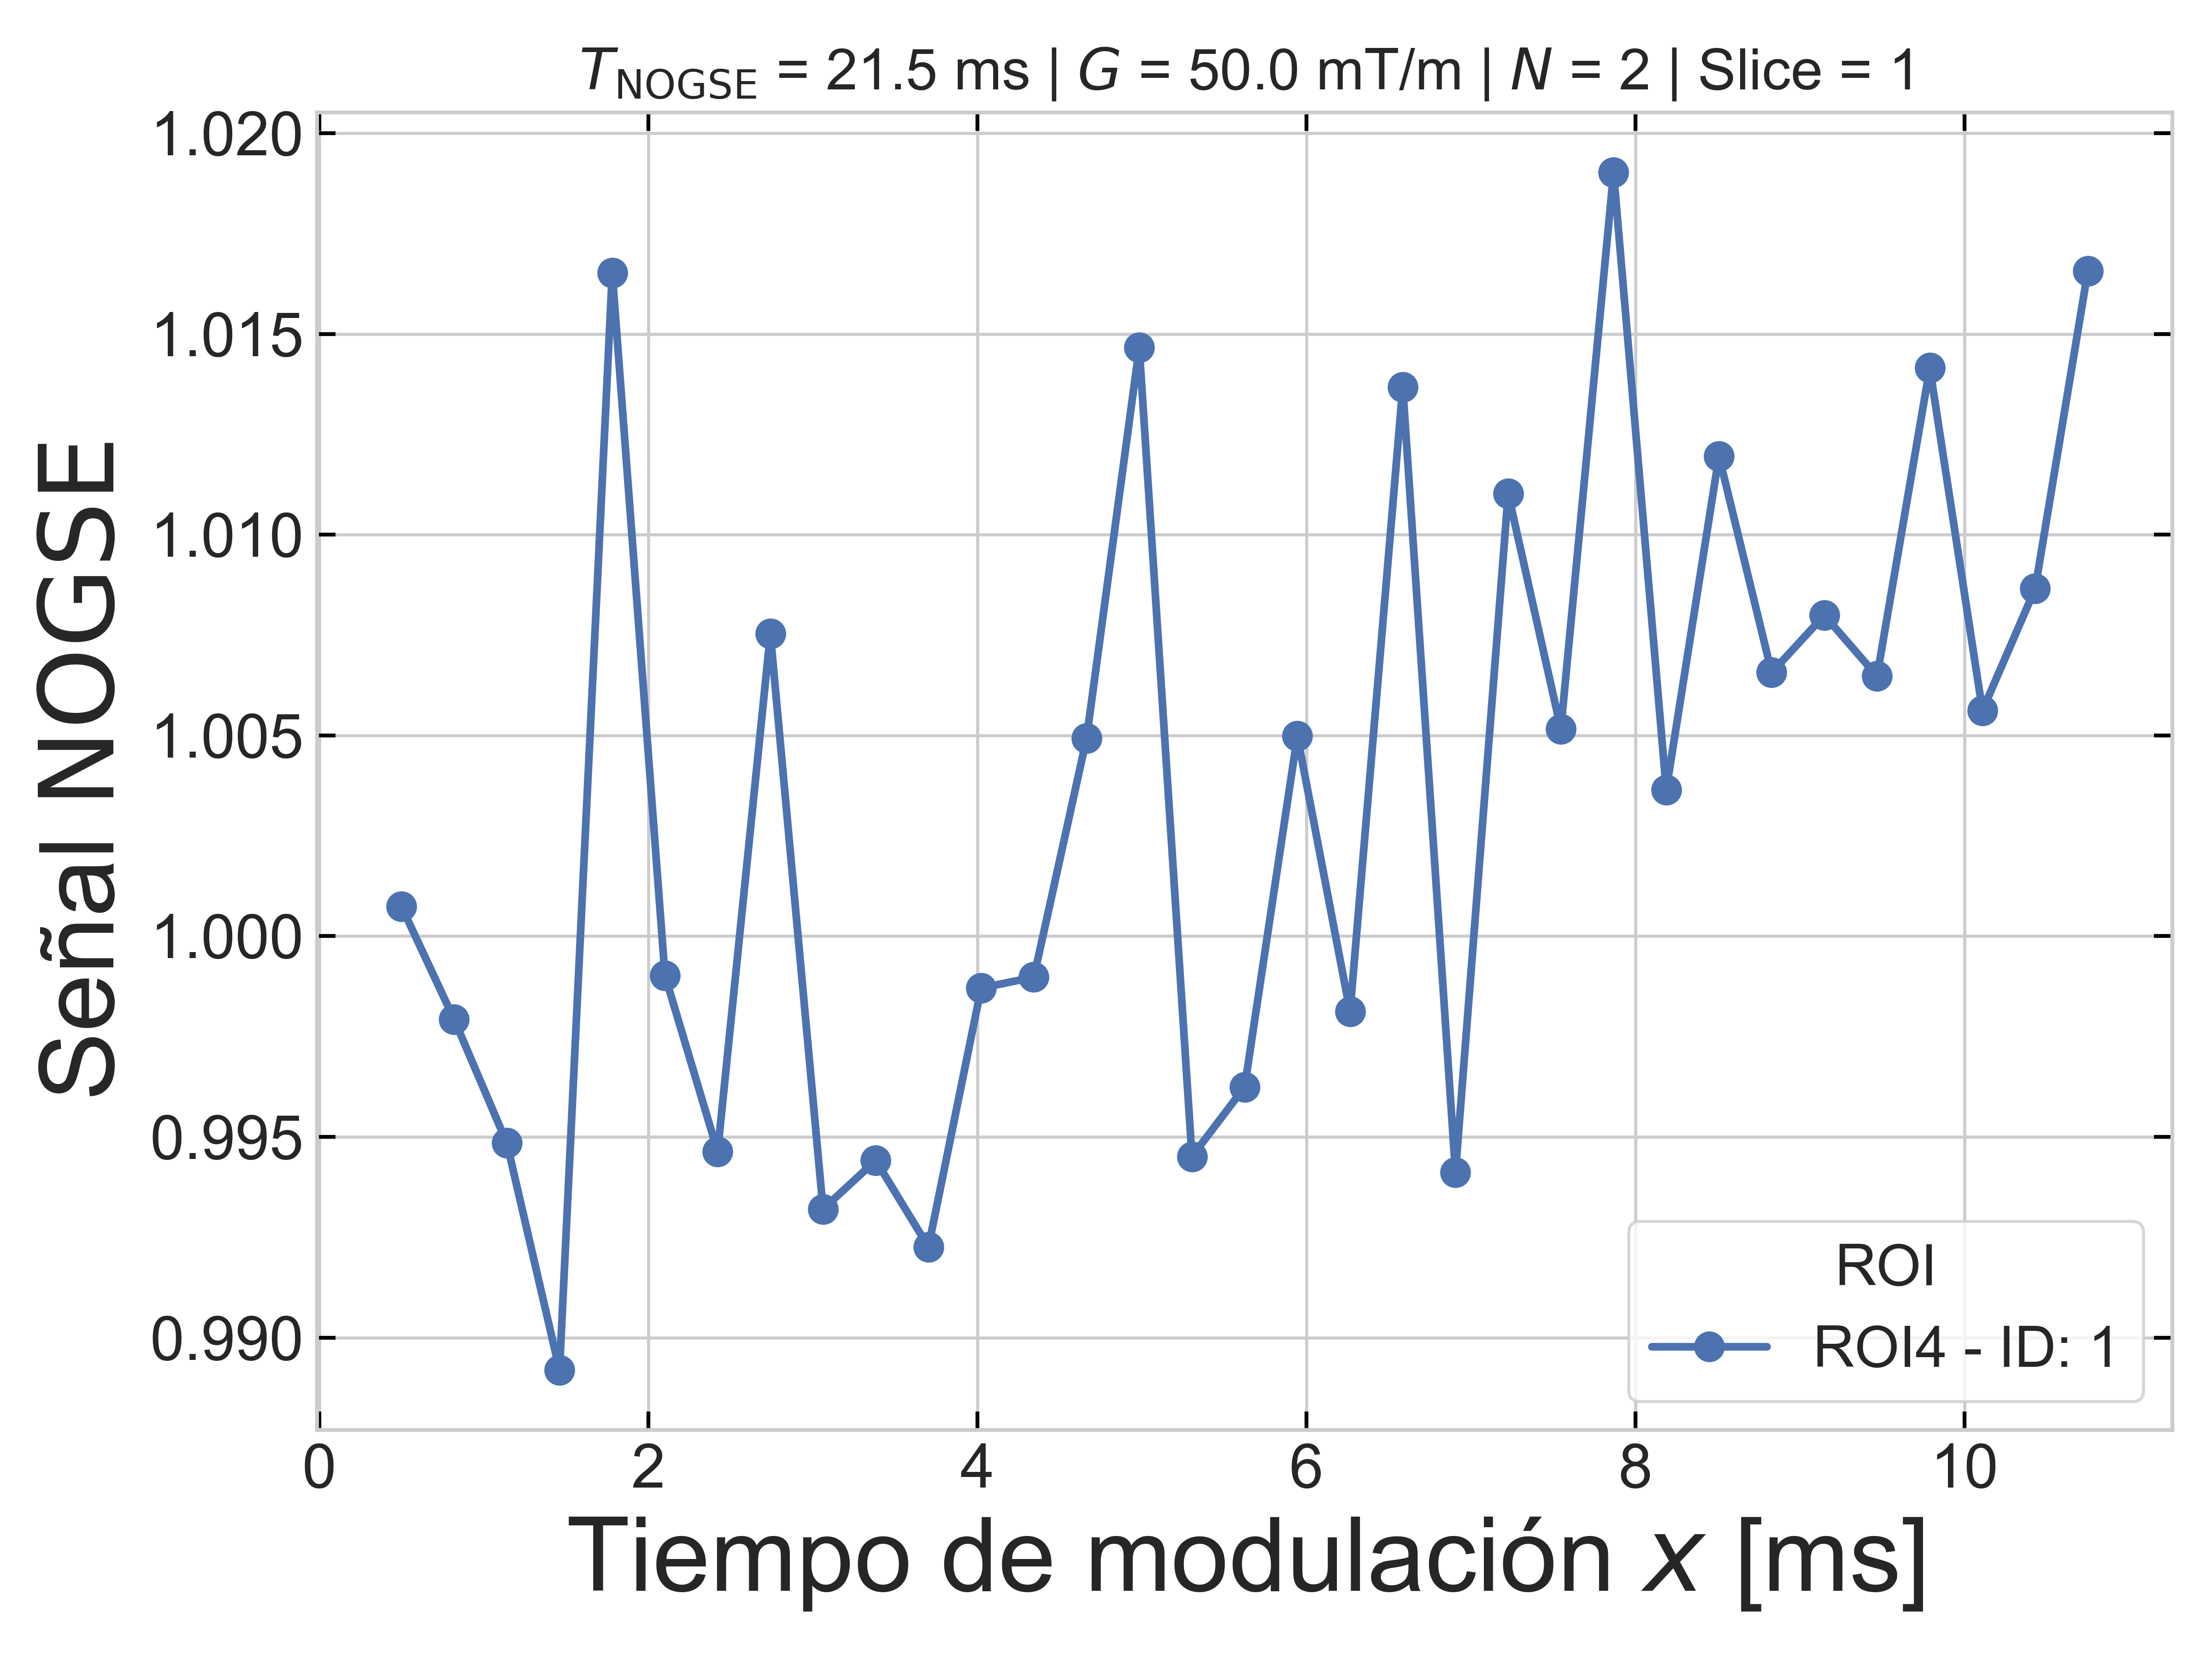 T_NOGSE = 21.5 ms | G = 50.0 mT/m | N = 2 | Slice = 1
Señal NOGSE
1.020
1.015
1.010
1.005
1.000
0.995
0.990
ROI
ROI4 - ID: 1
0 2 4 6 8 10
Tiempo de modulación x [ms]